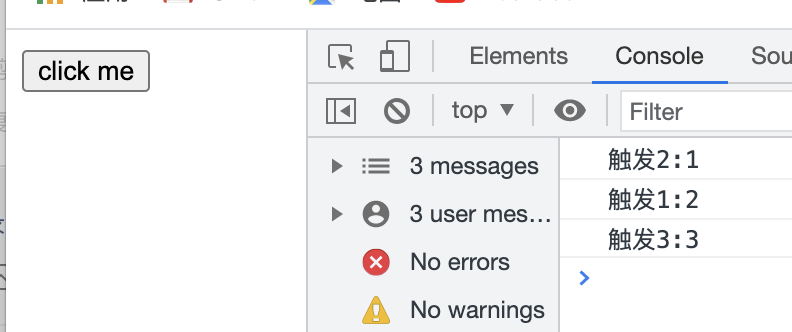 click me
Elements Console Sou
top ▼ Filter
3 messages
3 user mes…
No errors
No warnings
触发2:1
触发1:2
触发3:3